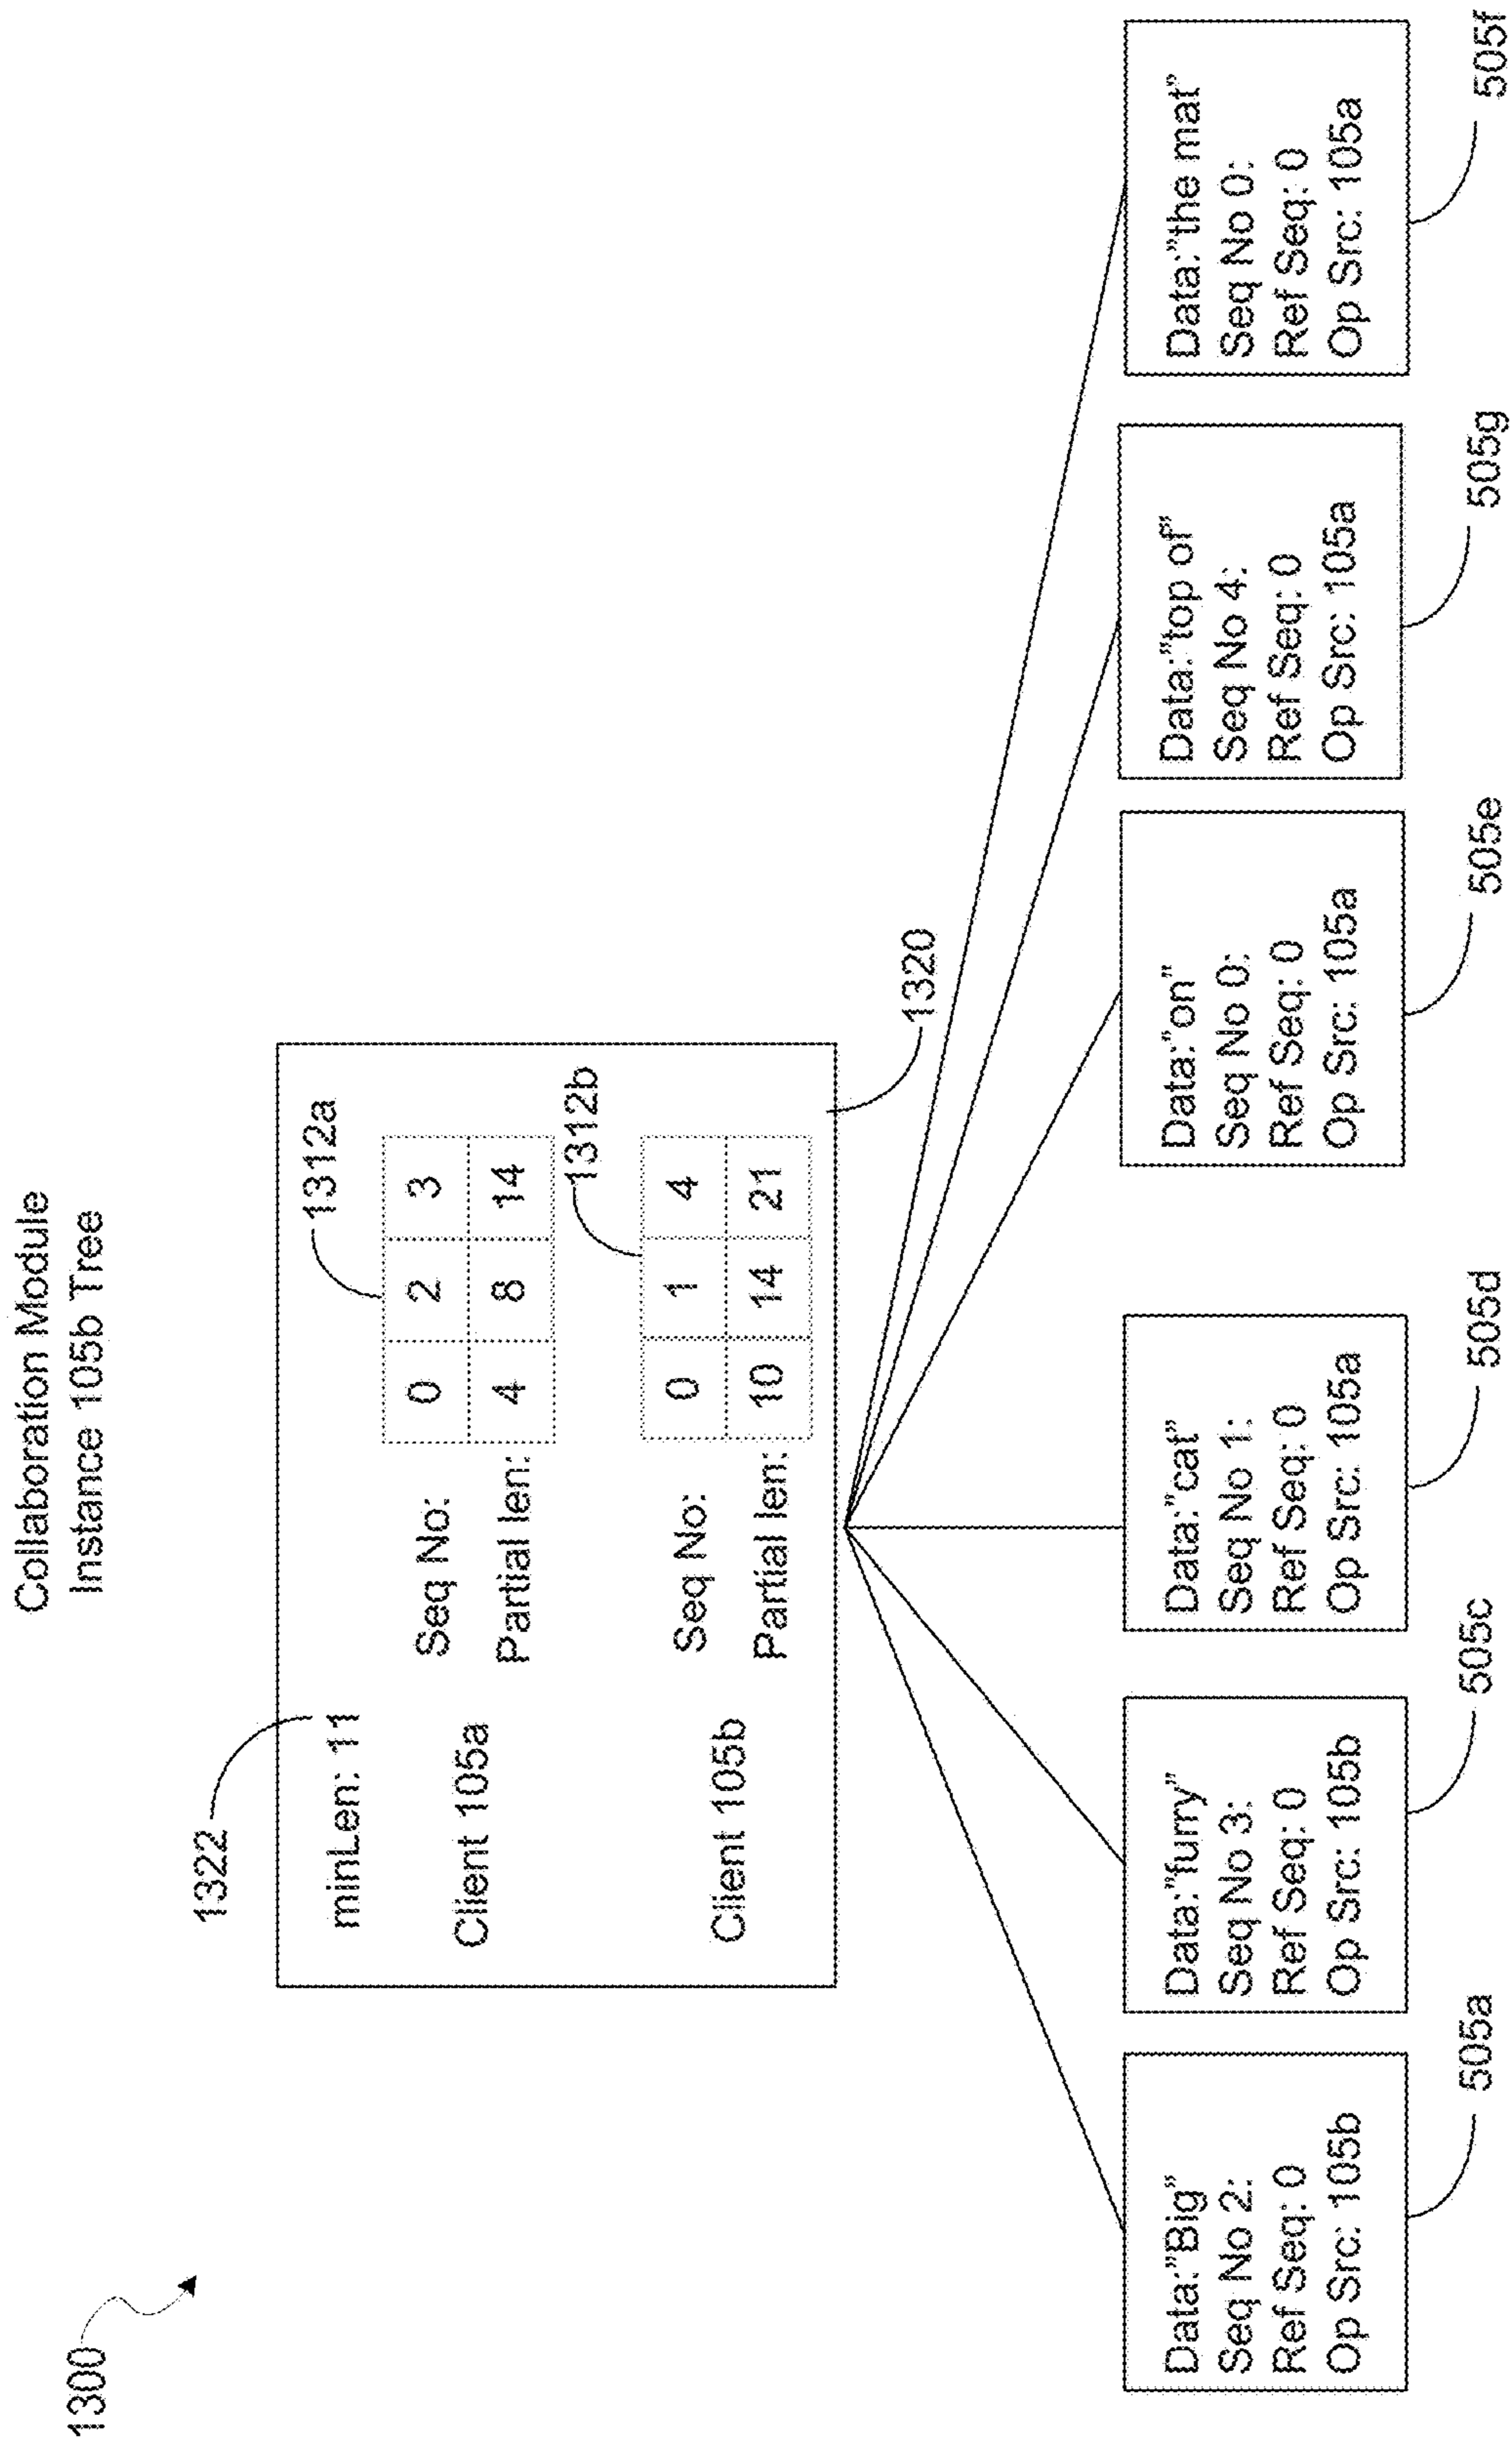 1300
Collaboration Module
Instance 105b Tree
1322
minLen: 11
1312a
Client 105a
Seq No: 0 2 3
Partial len: 4 8 14
1312b
Client 105b
Seq No: 0 1 4
Partial len: 10 14 21
1320
Data:"Big"
Seq No 2:
Ref Seq: 0
Op Src: 105b
505a
Data:"furry"
Seq No 3:
Ref Seq: 0
Op Src: 105b
505c
Data:"cat"
Seq No 1:
Ref Seq: 0
Op Src: 105a
505d
Data:"on"
Seq No 0:
Ref Seq: 0
Op Src: 105a
505e
Data:"top of"
Seq No 4:
Ref Seq: 0
Op Src: 105a
505g
Data:"the mat"
Seq No 0:
Ref Seq: 0
Op Src: 105a
505f